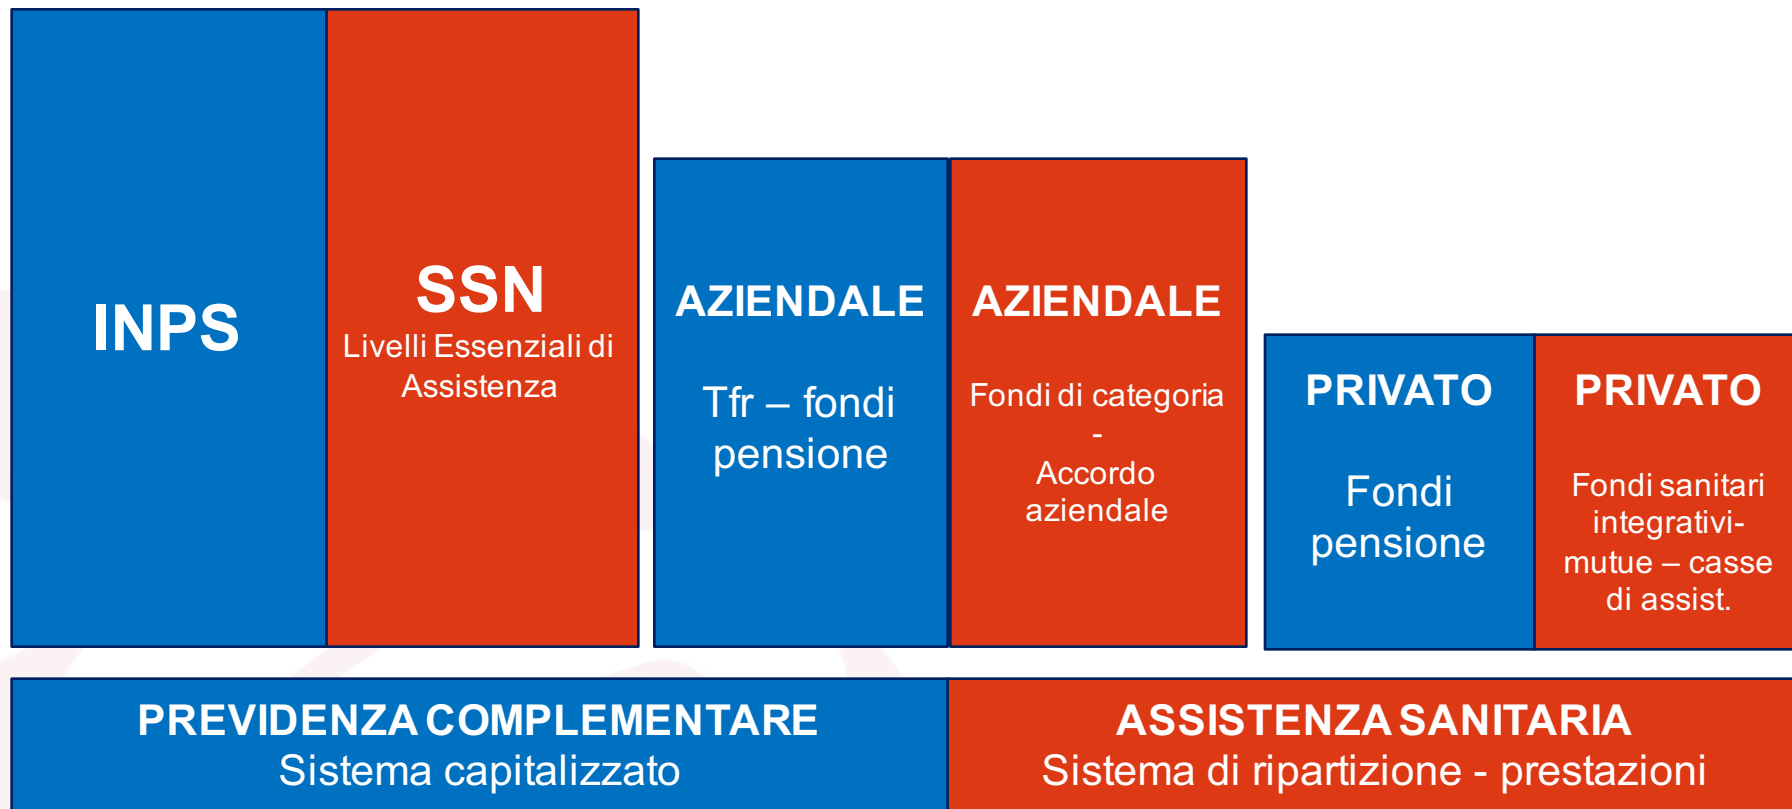 INPS
SSN
Livelli Essenziali di
Assistenza
AZIENDALE
Tfr – fondi
pensione
AZIENDALE
Fondi di categoria
-
Accordo
aziendale
PRIVATO
Fondi
pensione
PRIVATO
Fondi sanitari
integrativi-
mutue – casse
di assist.
PREVIDENZA COMPLEMENTARE
Sistema capitalizzato
ASSISTENZA SANITARIA
Sistema di ripartizione - prestazioni